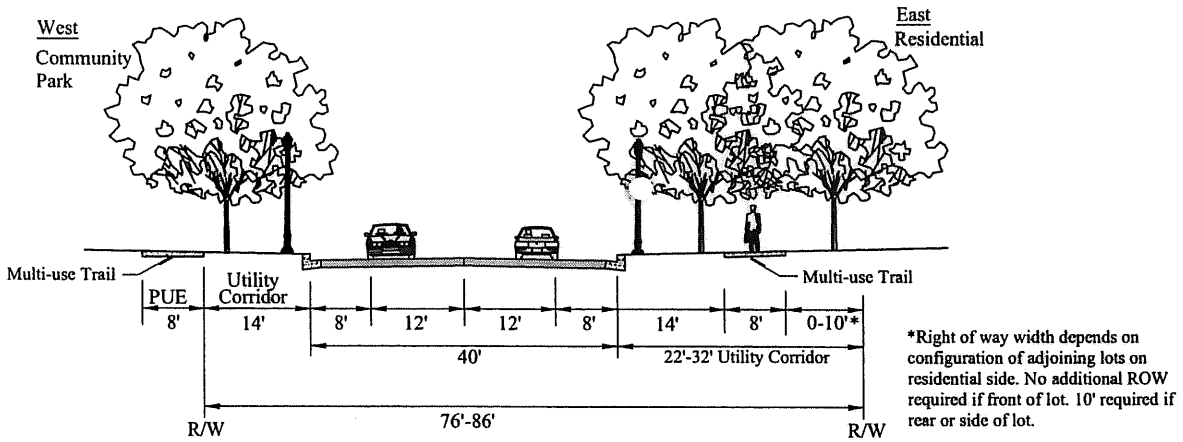 West
Community
Park
East
Residential
Multi-use Trail
Multi-use Trail
PUE
Utility
Corridor
8'
14'
8'
12'
12'
8'
14'
8'
0-10'*
40'
22'-32' Utility Corridor
76'-86'
R/W
R/W
*Right of way width depends on
configuration of adjoining lots on
residential side. No additional ROW
required if front of lot. 10' required if
rear or side of lot.